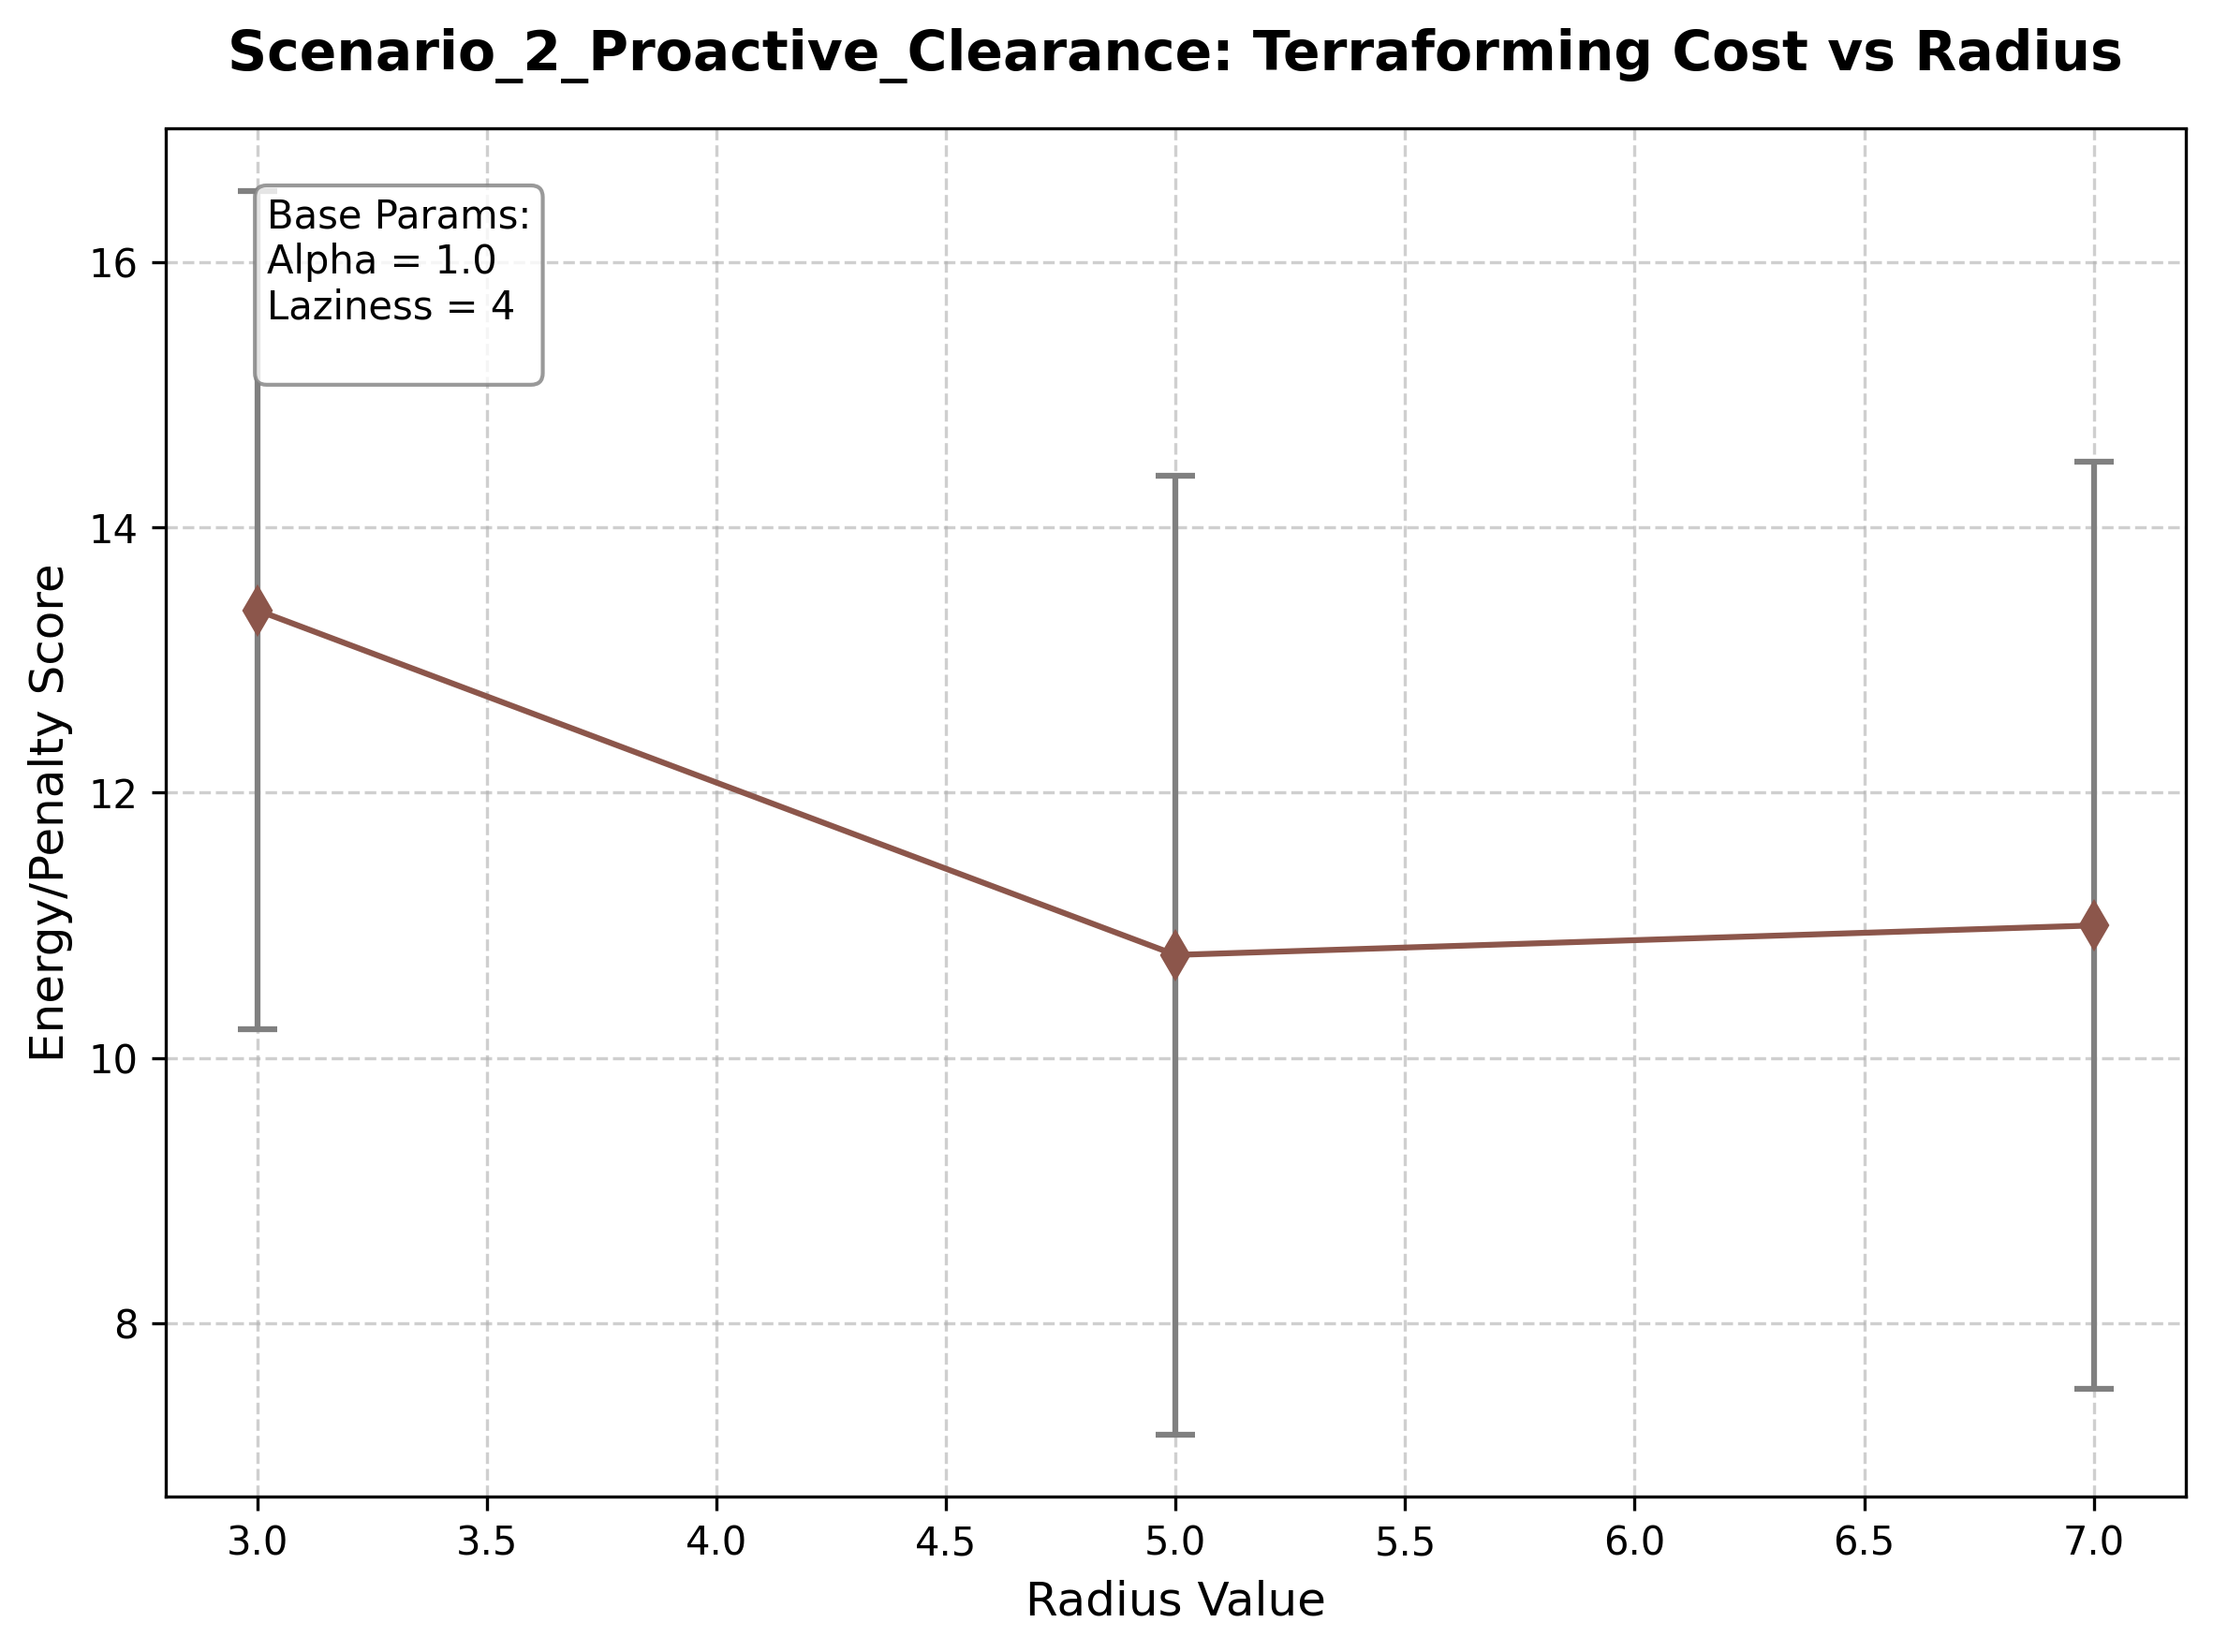 Scenario_2_Proactive_Clearance: Terraforming Cost vs Radius
Base Params:
Alpha = 1.0
Laziness = 4
16
14
12
10
8
Energy/Penalty Score
3.0 3.5 4.0 4.5 5.0 5.5 6.0 6.5 7.0
Radius Value